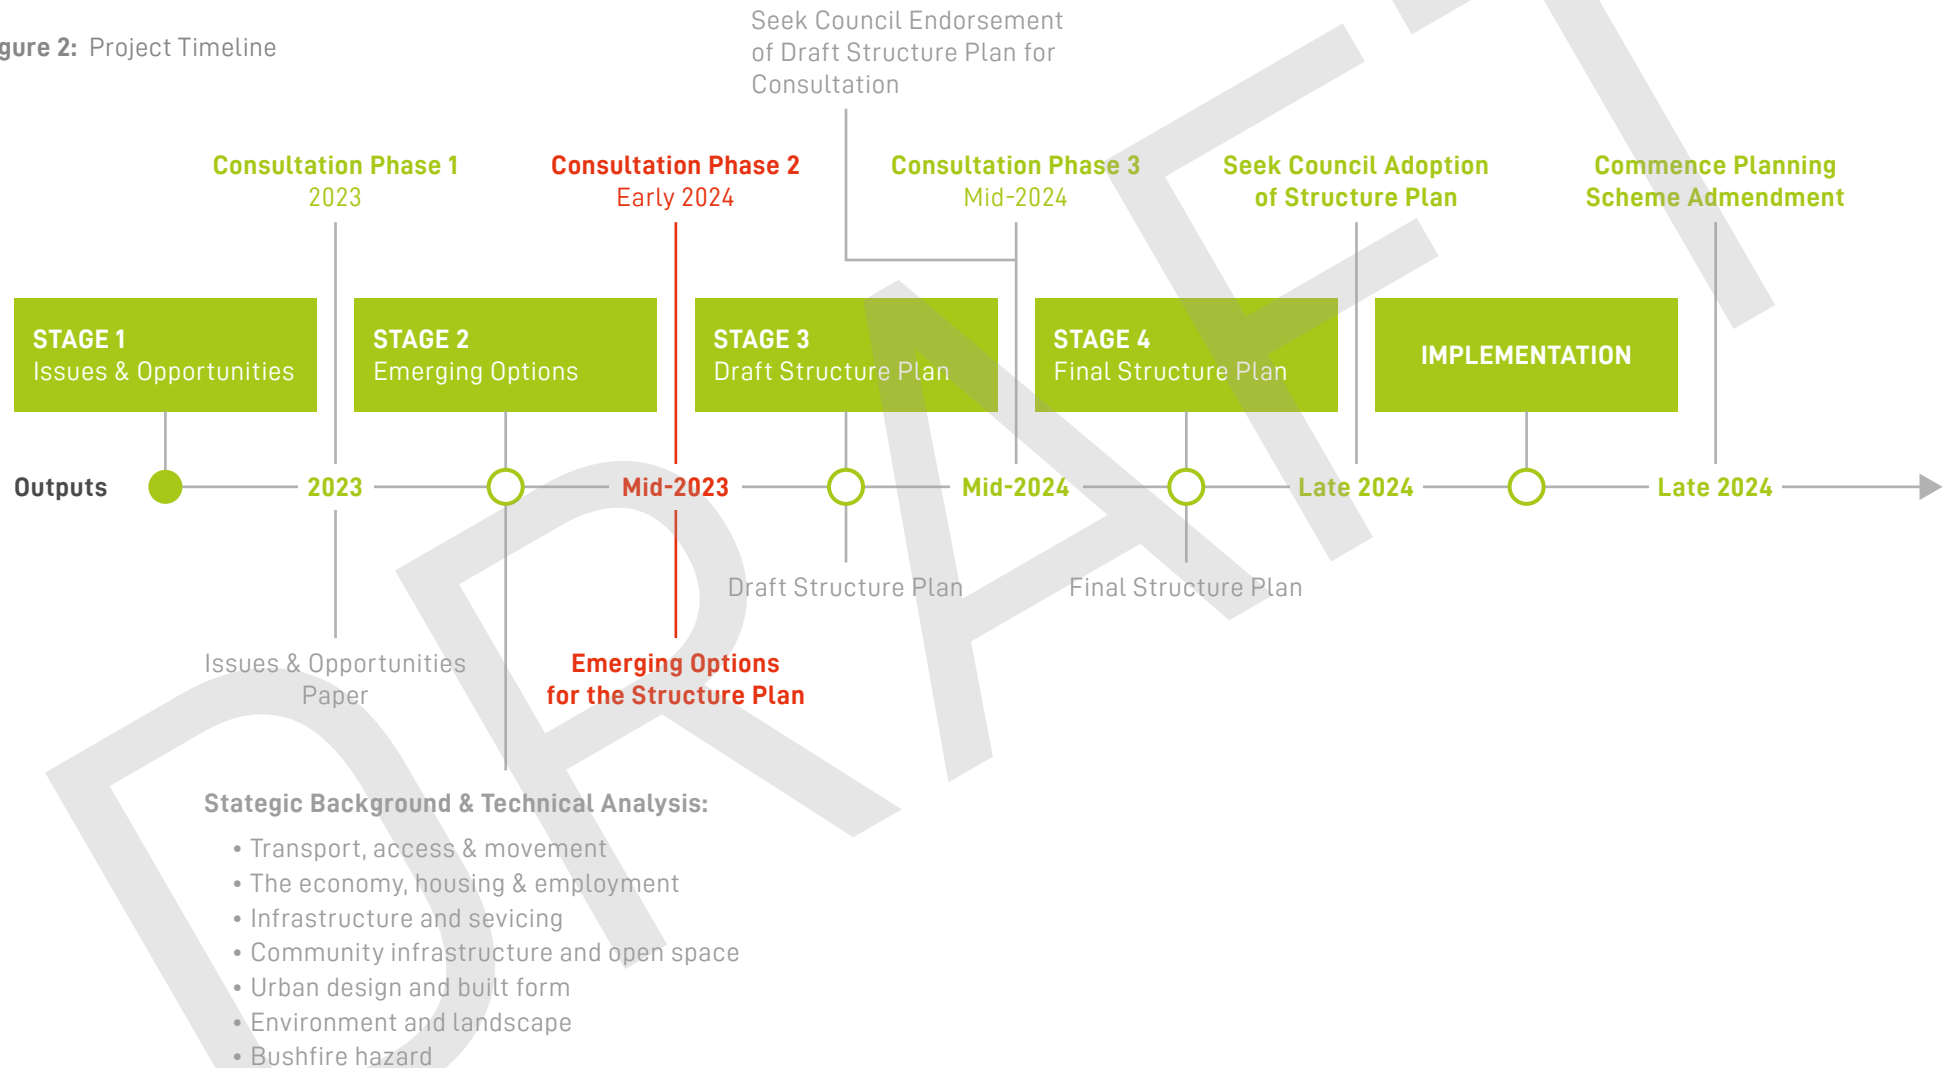 gure 2: Project Timeline
Seek Council Endorsement
of Draft Structure Plan for
Consultation
Consultation Phase 1
2023
Consultation Phase 2
Early 2024
Consultation Phase 3
Mid-2024
Seek Council Adoption
of Structure Plan
Commence Planning
Scheme Admendment
STAGE 1
Issues & Opportunities
STAGE 2
Emerging Options
STAGE 3
Draft Structure Plan
STAGE 4
Final Structure Plan
IMPLEMENTATION
Outputs
2023
Mid-2023
Mid-2024
Late 2024
Late 2024
Draft Structure Plan
Final Structure Plan
Issues & Opportunities
Paper
Emerging Options
for the Structure Plan
Stategic Background & Technical Analysis:
• Transport, access & movement
• The economy, housing & employment
• Infrastructure and sevicing
• Community infrastructure and open space
• Urban design and built form
• Environment and landscape
• Bushfire hazard
DRAFT